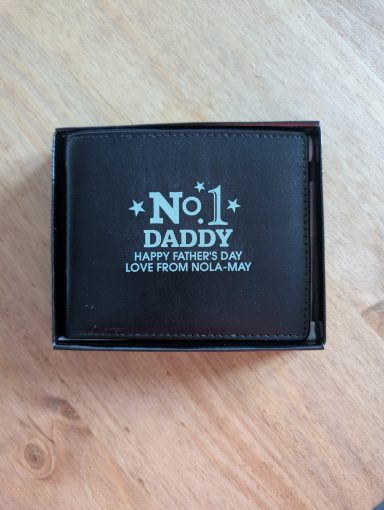 No.1
DADDY
HAPPY FATHER'S DAY
LOVE FROM NOLA-MAY